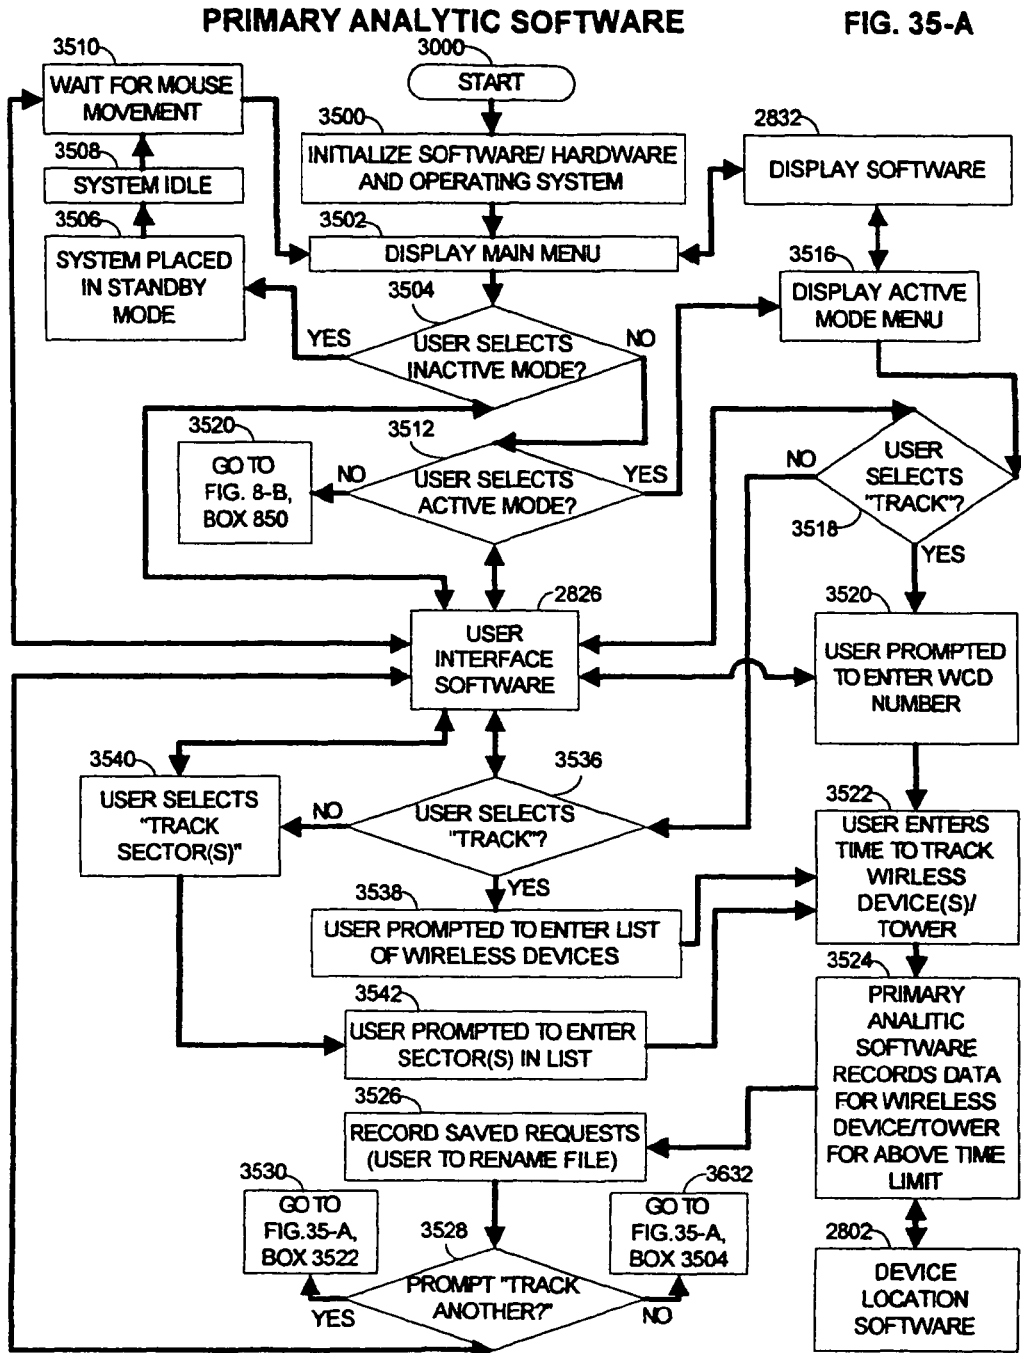 PRIMARY ANALYTIC SOFTWARE
FIG. 35-A
3510
WAIT FOR MOUSE
MOVEMENT
3508
SYSTEM IDLE
3506
SYSTEM PLACED
IN STANDBY
MODE
3000
START
3500
INITIALIZE SOFTWARE/ HARDWARE
AND OPERATING SYSTEM
3502
DISPLAY MAIN MENU
2832
DISPLAY SOFTWARE
3516
DISPLAY ACTIVE
MODE MENU
3504
YES
USER SELECTS
INACTIVE MODE?
NO
3520
GO TO
FIG. 8-B,
BOX 850
3512
NO
USER SELECTS
ACTIVE MODE?
YES
NO
USER
SELECTS
"TRACK"?
3518
YES
2826
USER
INTERFACE
SOFTWARE
3520
USER PROMPTED
TO ENTER WCD
NUMBER
3540
USER SELECTS
"TRACK
SECTOR(S)"
NO
3536
USER SELECTS
"TRACK"?
YES
3522
USER ENTERS
TIME TO TRACK
WIRLESS
DEVICE(S)/
TOWER
3538
USER PROMPTED TO ENTER LIST
OF WIRELESS DEVICES
3542
USER PROMPTED TO ENTER
SECTOR(S) IN LIST
3524
PRIMARY
ANALITIC
SOFTWARE
RECORDS DATA
FOR WIRELESS
DEVICE/TOWER
FOR ABOVE TIME
LIMIT
3526
RECORD SAVED REQUESTS
(USER TO RENAME FILE)
3530
GO TO
FIG.35-A,
BOX 3522
3528
PROMPT "TRACK
ANOTHER?"
YES
NO
3632
GO TO
FIG.35-A,
BOX 3504
2802
DEVICE
LOCATION
SOFTWARE